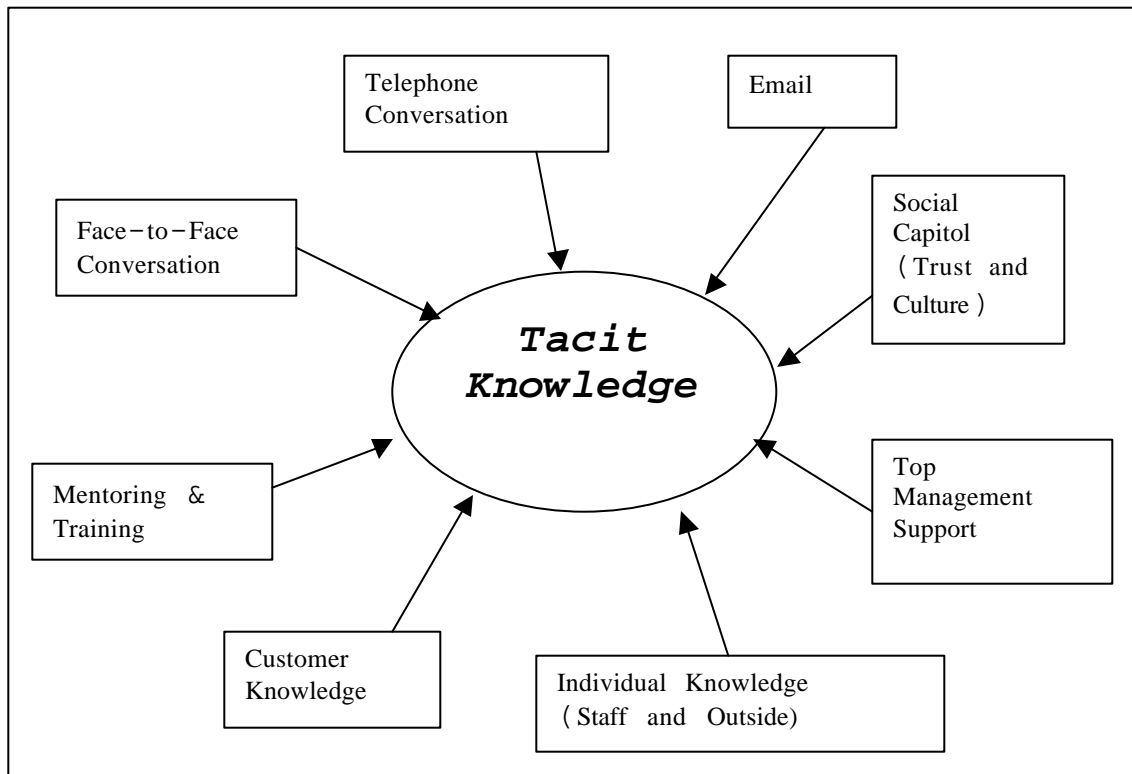 Telephone
Conversation
Email
Face-to-Face
Conversation
Social
Capitol
(Trust and
Culture)
Tacit
Knowledge
Mentoring &
Training
Top
Management
Support
Customer
Knowledge
Individual Knowledge
(Staff and Outside)